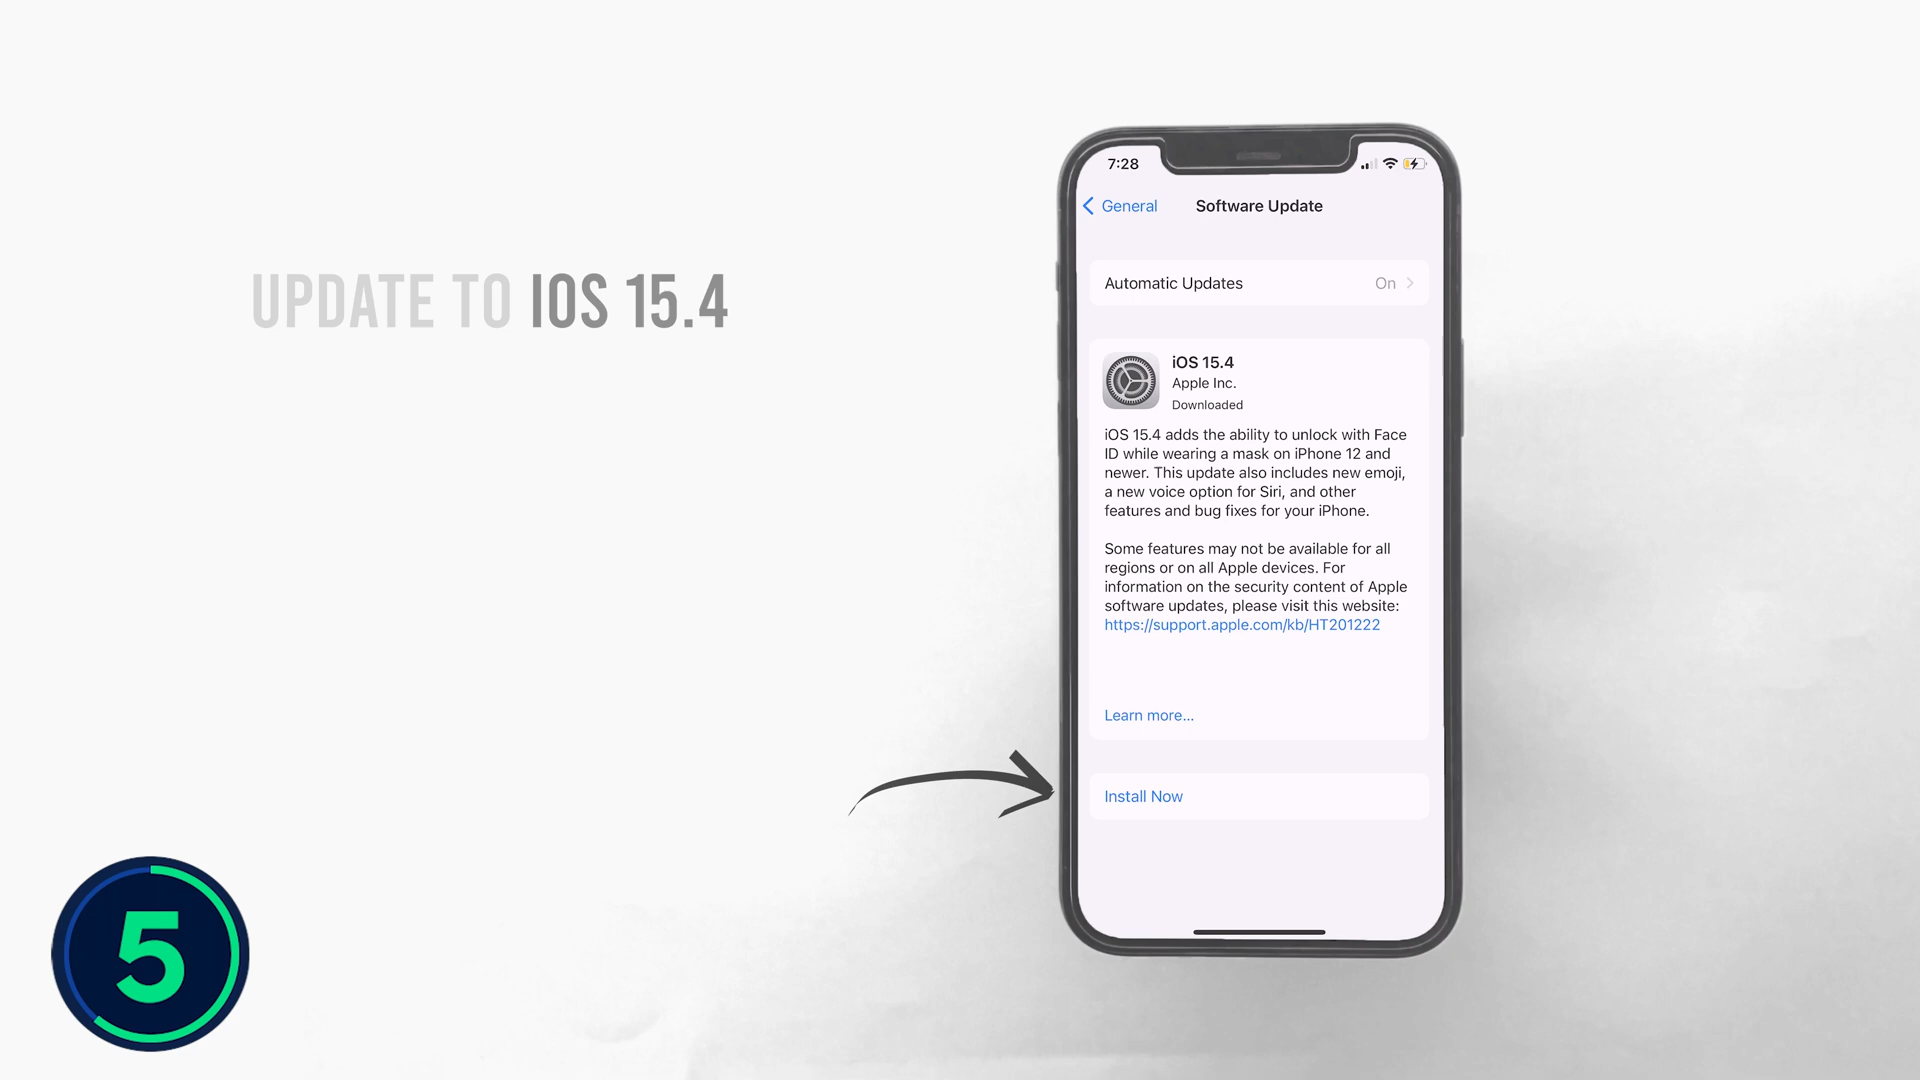 UPDATE TO IOS 15.4
7:28
General
Software Update
Automatic Updates
On
iOS 15.4
Apple Inc.
Downloaded
iOS 15.4 adds the ability to unlock with Face
ID while wearing a mask on iPhone 12 and
newer. This update also includes new emoji,
a new voice option for Siri, and other
features and bug fixes for your iPhone.
Some features may not be available for all
regions or on all Apple devices. For
information on the security content of Apple
software updates, please visit this website:
https://support.apple.com/kb/HT201222
Learn more...
Install Now
5